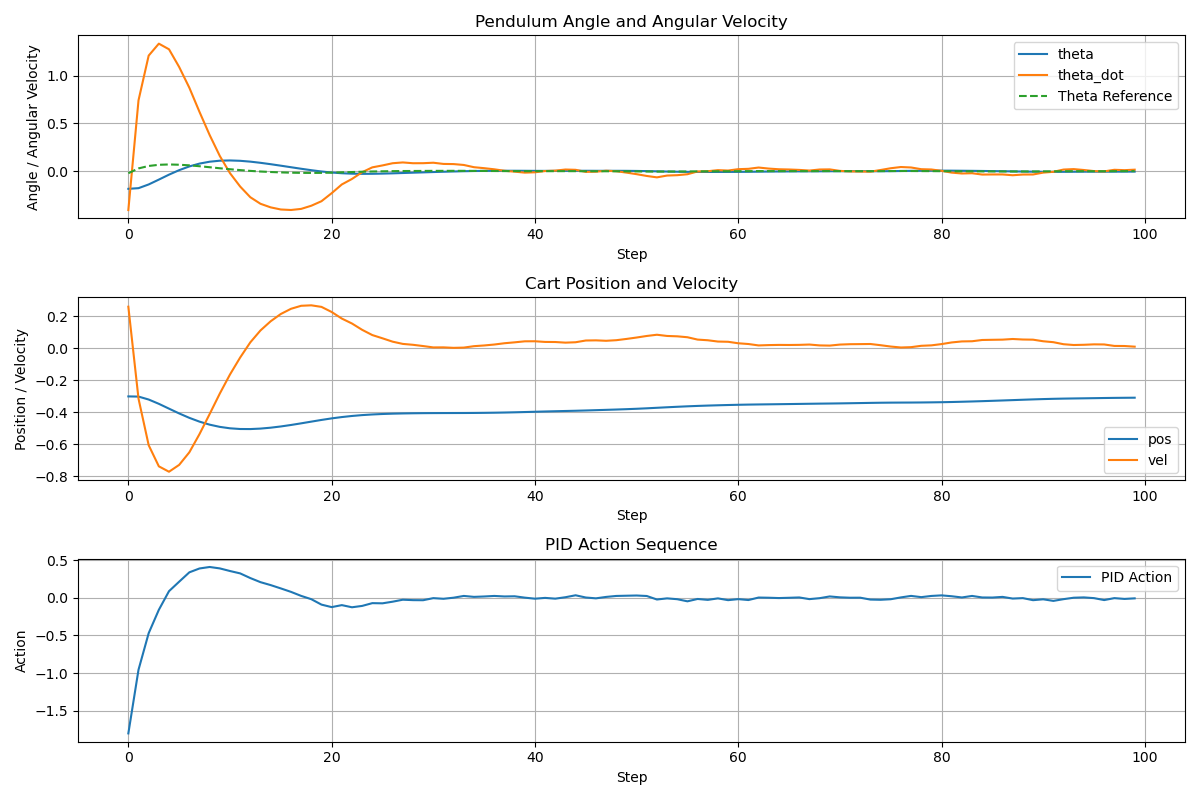 Pendulum Angle and Angular Velocity
Angle / Angular Velocity
1.0
0.5
0.0
theta
theta_dot
Theta Reference
0 20 40 60 80 100
Step
Cart Position and Velocity
Position / Velocity
0.2
0.0
−0.2
−0.4
−0.6
−0.8
pos
vel
0 20 40 60 80 100
Step
PID Action Sequence
Action
0.5
0.0
−0.5
−1.0
−1.5
PID Action
0 20 40 60 80 100
Step